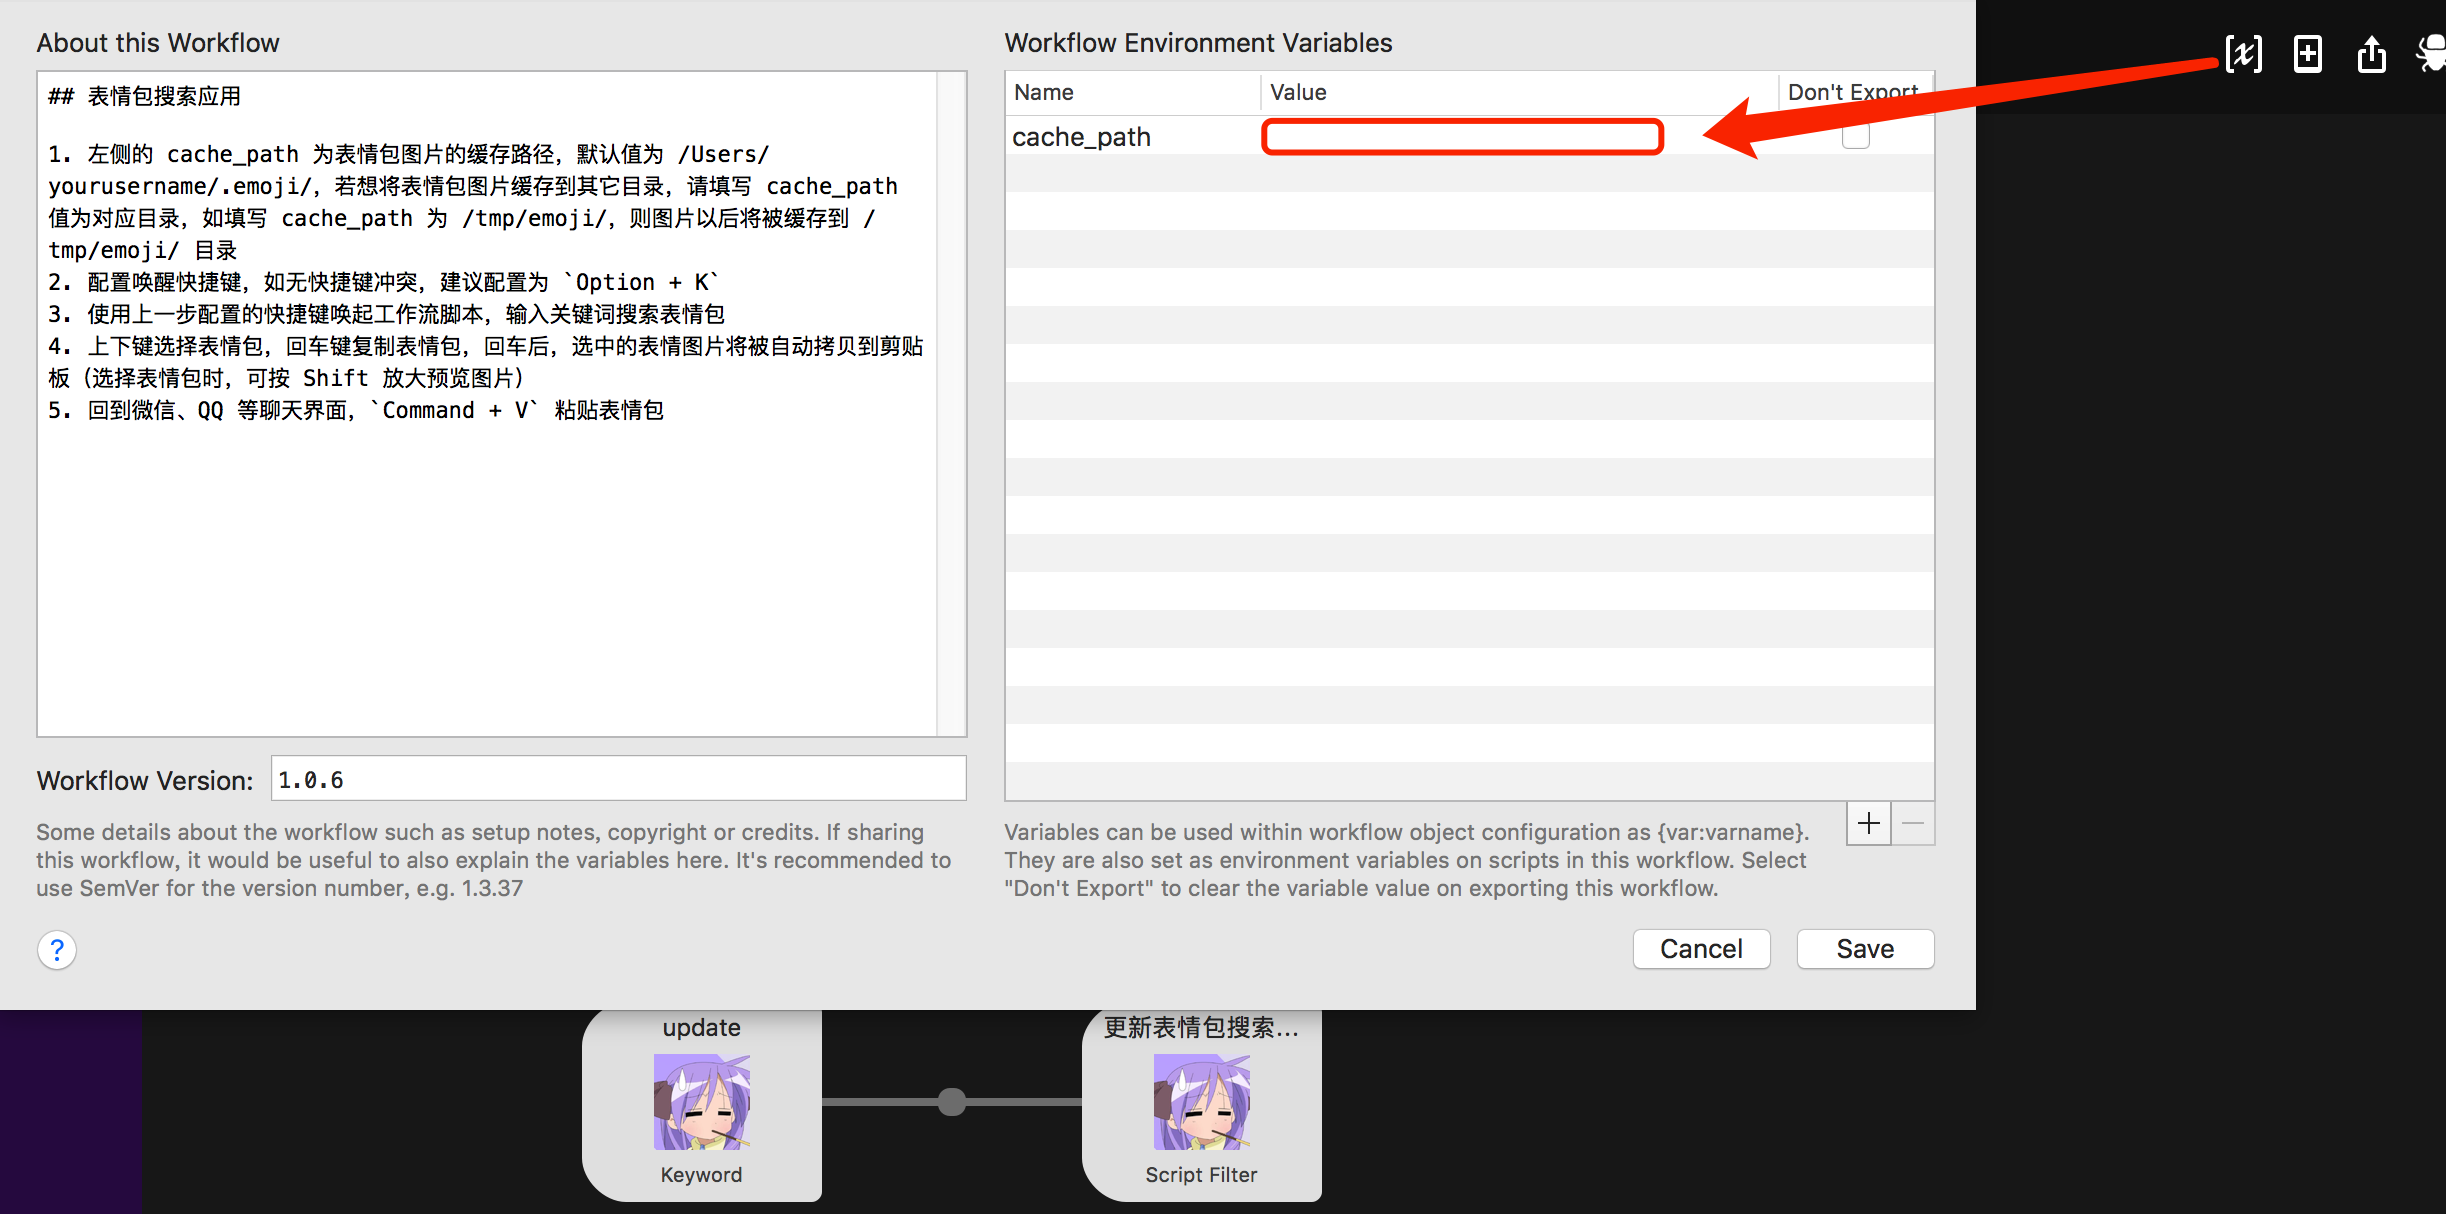 About this Workflow
## 表情包搜索应用
1. 左侧的 cache_path 为表情包图片的缓存路径，默认值为 /Users/
yourusername/.emoji/，若想将表情包图片缓存到其它目录，请填写 cache_path
值为对应目录，如填写 cache_path 为 /tmp/emoji/，则图片以后将被缓存到 /
tmp/emoji/ 目录
2. 配置唤醒快捷键，如无快捷键冲突，建议配置为 `Option + K`
3. 使用上一步配置的快捷键唤起工作流脚本，输入关键词搜索表情包
4. 上下键选择表情包，回车键复制表情包，回车后，选中的表情图片将被自动拷贝到剪贴
板（选择表情包时，可按 Shift 放大预览图片）
5. 回到微信、QQ 等聊天界面，`Command + V` 粘贴表情包
Workflow Version:
1.0.6
Some details about the workflow such as setup notes, copyright or credits. If sharing
this workflow, it would be useful to also explain the variables here. It's recommended to
use SemVer for the version number, e.g. 1.3.37
?
Workflow Environment Variables
Name
Value
Don't Export
cache_path
Variables can be used within workflow object configuration as {var:varname}.
They are also set as environment variables on scripts in this workflow. Select
"Don't Export" to clear the variable value on exporting this workflow.
Cancel
Save
[x]
update
Keyword
更新表情包搜索...
Script Filter